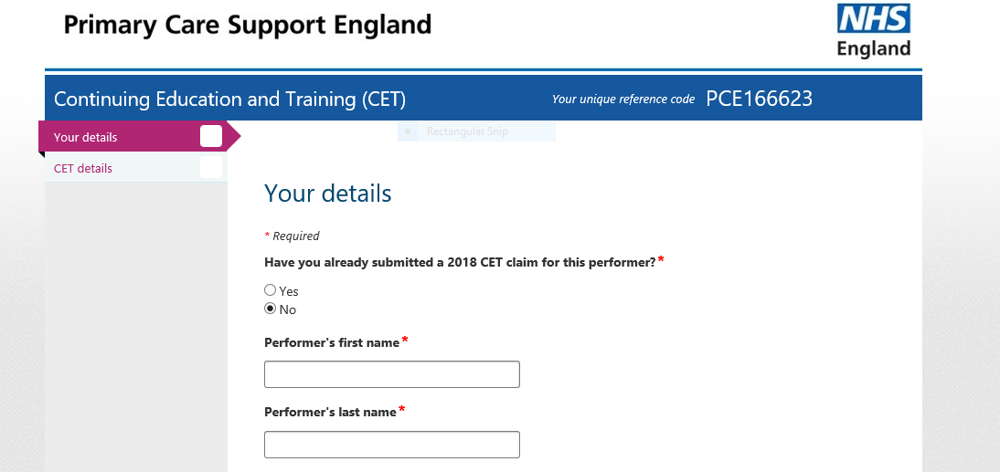 Primary Care Support England
NHS
England
Continuing Education and Training (CET)
Your unique reference code PCE166623
Your details
Rectangular Snip
CET details
Your details
* Required
Have you already submitted a 2018 CET claim for this performer?*
Yes
No
Performer's first name*
Performer's last name*